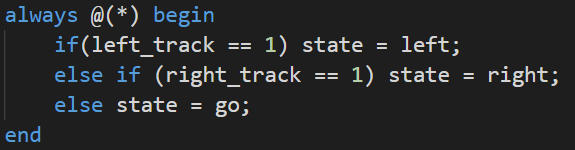 always @(*) begin
    if(left_track == 1) state = left;
    else if (right_track == 1) state = right;
    else state = go;
end